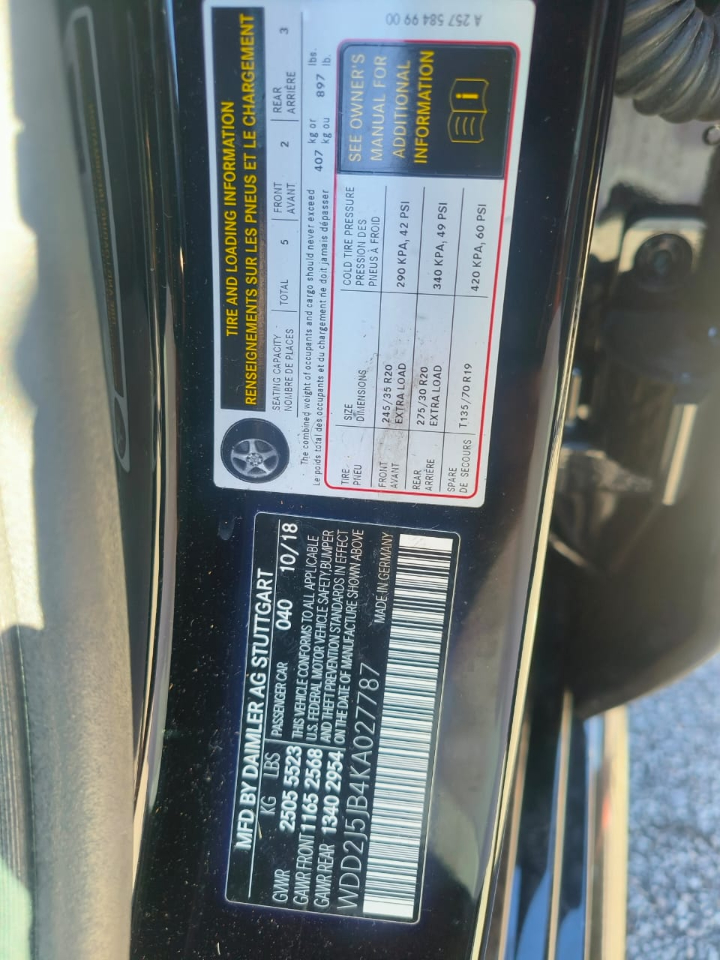 A 257 584 99 00
TIRE AND LOADING INFORMATION
RENSEIGNEMENTS SUR LES PNEUS ET LE CHARGEMENT
SEATING CAPACITY
NOMBRE DE PLACES
TOTAL 5
FRONT
AVANT
2
REAR
ARRIÈRE
3
The combined weight of occupants and cargo should never exceed 407 kg or 897 lbs.
Le poids total des occupants et du chargement ne doit jamais dépasser 407 kg ou 897 lb.
TIRE
PNEU
SIZE
DIMENSIONS
COLD TIRE PRESSURE
PRESSION DES
PNEUS À FROID
FRONT
AVANT
245/35 R20
EXTRA LOAD
290 KPA, 42 PSI
REAR
ARRIÈRE
275/30 R20
EXTRA LOAD
340 KPA, 49 PSI
SPARE
DE SECOURS
T135/70 R19
420 KPA, 60 PSI
SEE OWNER'S
MANUAL FOR
ADDITIONAL
INFORMATION
MFD BY DAIMLER AG STUTTGART
KG LBS PASSENGER CAR 040 10/18
GVWR 2505 5523
GAWR FRONT 1165 2568
GAWR REAR 1340 2954
THIS VEHICLE CONFORMS TO ALL APPLICABLE
U.S. FEDERAL MOTOR VEHICLE SAFETY, BUMPER
AND THEFT PREVENTION STANDARDS IN EFFECT
ON THE DATE OF MANUFACTURE SHOWN ABOVE
WDD2J5JB4KA027787
MADE IN GERMANY